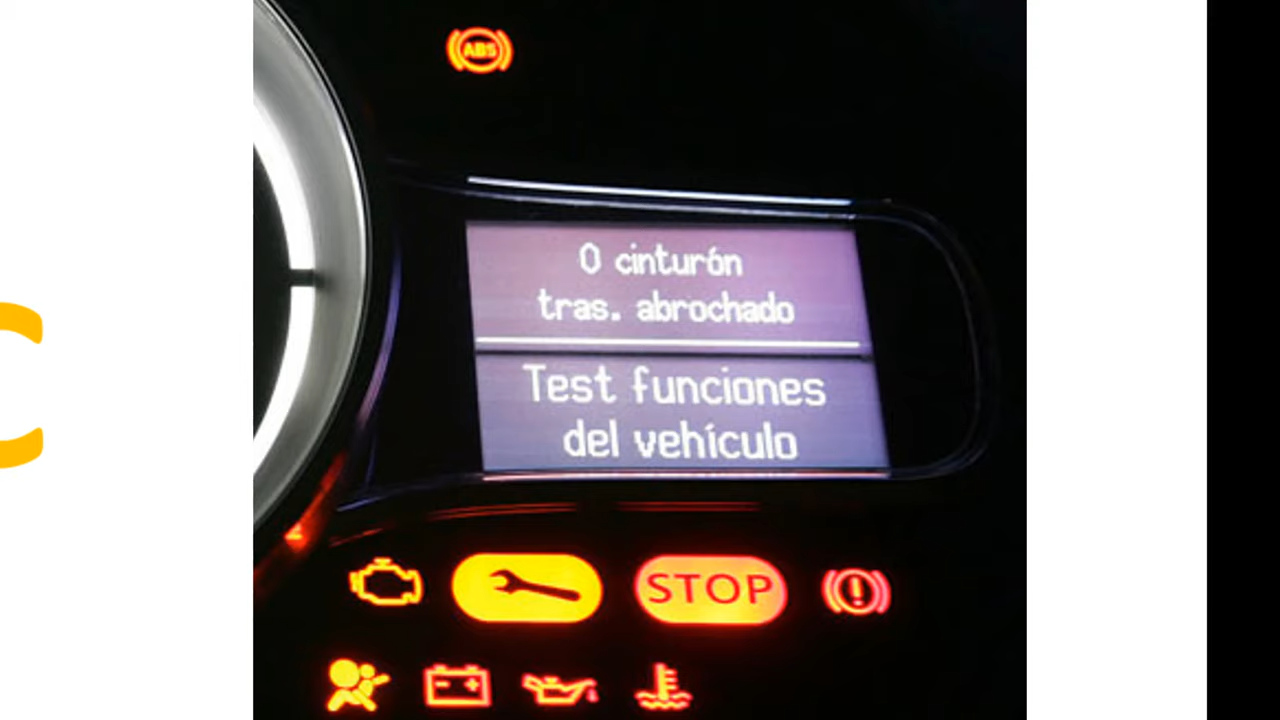 ABS
0 cinturón
tras. abrochado
Test funciones
del vehículo
STOP